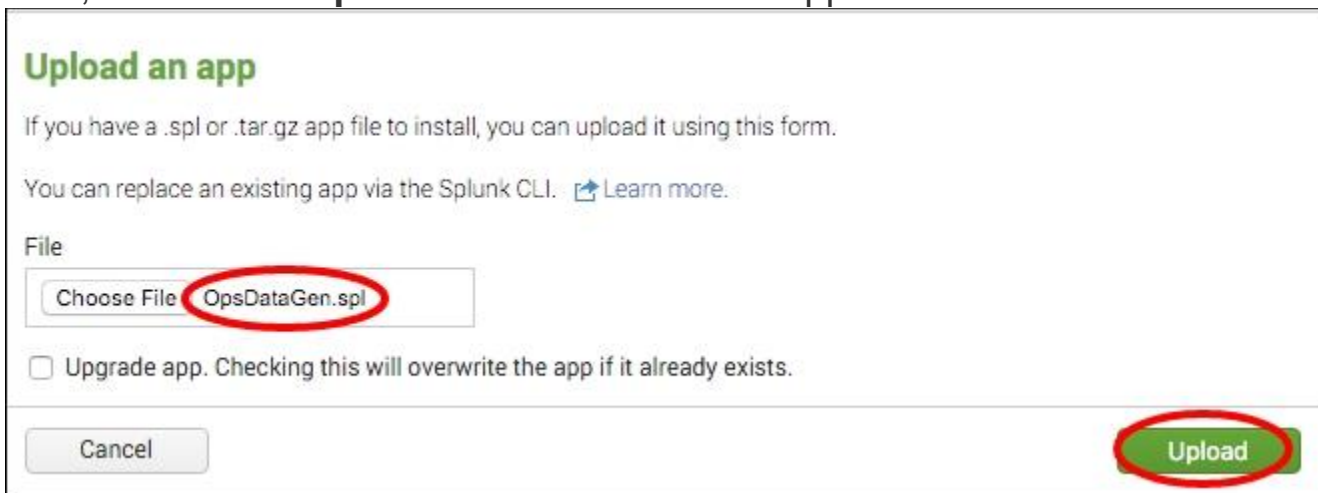 Upload an app
If you have a .spl or .tar.gz app file to install, you can upload it using this form.
You can replace an existing app via the Splunk CLI. Learn more.
File
Choose File OpsDataGen.spl
Upgrade app. Checking this will overwrite the app if it already exists.
Cancel Upload